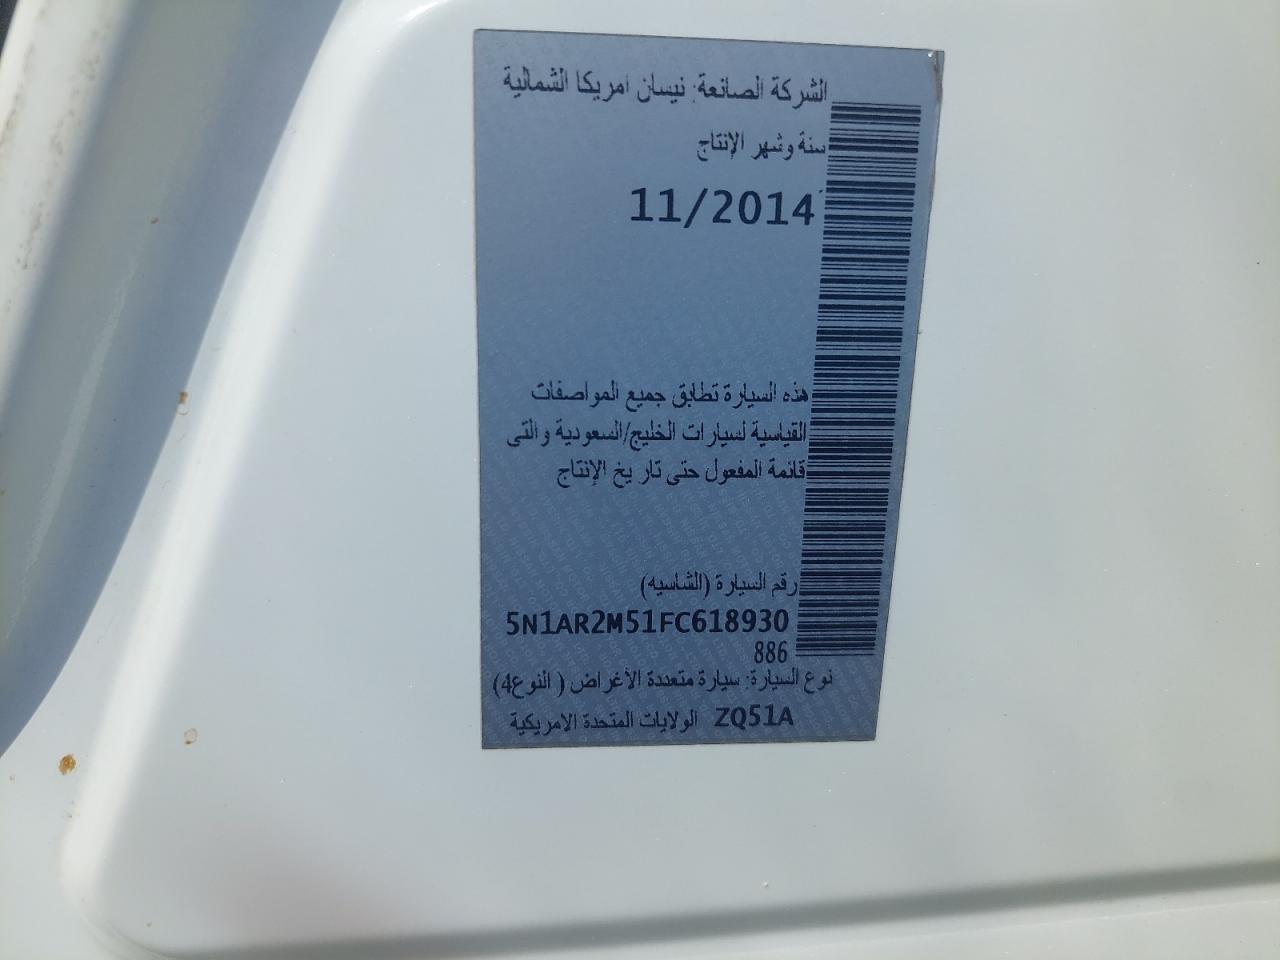 الشركة الصانعة: نيسان امريكا الشمالية
سنة وشهر الإنتاج
11/2014
هذه السيارة تطابق جميع المواصفات
القياسية لسيارات الخليج/السعودية والتى
قائمة المفعول حتى تاريخ الإنتاج
رقم السيارة (الشاسيه)
5N1AR2M51FC618930
886
نوع السيارة: سيارة متعددة الأغراض ( النوع4)
ZQ51A الولايات المتحدة الامريكية